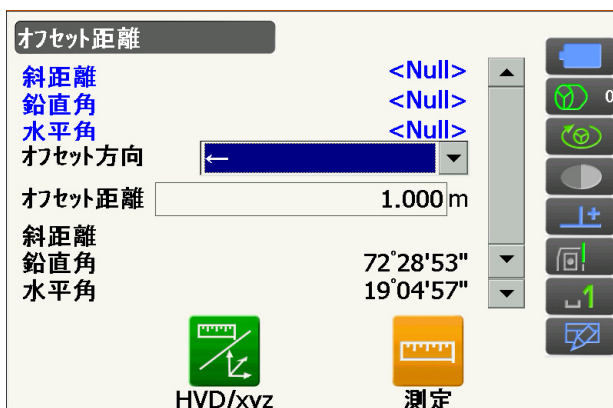 オフセット距離
斜距離 <Null>
鉛直角 <Null>
水平角 <Null>
オフセット方向 ←
オフセット距離 1.000 m
斜距離
鉛直角 72°28'53"
水平角 19°04'57"
HVD/xyz 測定
0
1